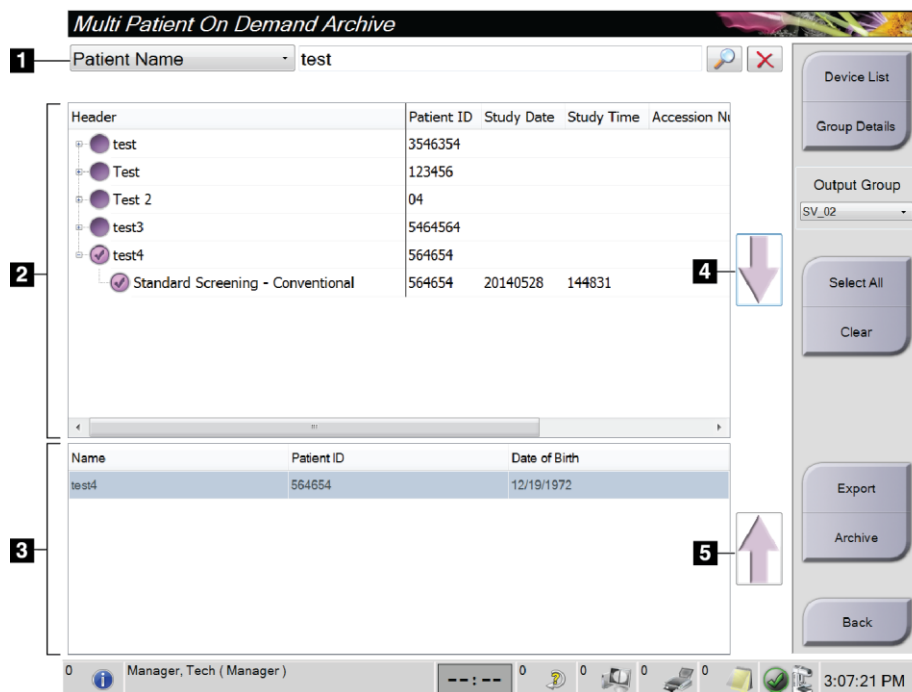 Multi Patient On Demand Archive
1 Patient Name test
Device List
Group Details
Output Group
SV_02
Select All
Clear
Export
Archive
Back
2
Header Patient ID Study Date Study Time Accession Nu
test 3546354
Test 123456
Test 2 04
test3 5464564
test4 564654
Standard Screening - Conventional 564654 20140528 144831
4
3
Name Patient ID Date of Birth
test4 564654 12/19/1972
5
0 Manager, Tech ( Manager ) --:-- 0 0 0 0 3:07:21 PM